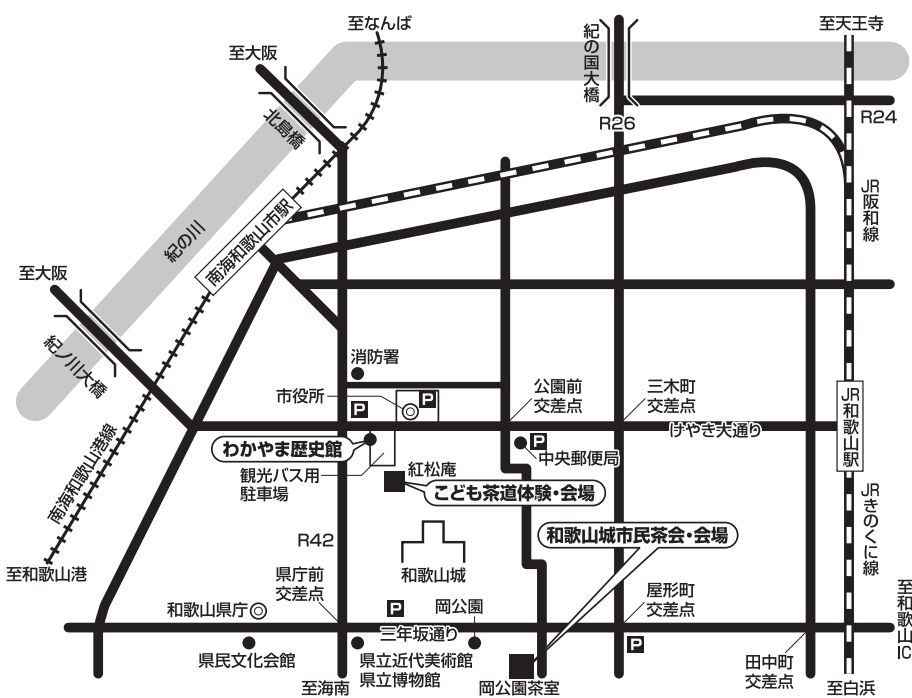 至なんば
至大阪
北島橋
紀の国大橋
至天王寺
R24
R26
JR阪和線
紀の川
南海和歌山市駅
至大阪
紀ノ川大橋
消防署
市役所
P
P
公園前
交差点
三木町
交差点
けやき大通り
JR和歌山駅
わかやま歴史館
P
中央郵便局
観光バス用
駐車場
紅松庵
こども茶道体験・会場
南海和歌山港線
至和歌山港
R42
和歌山城
和歌山城市民茶会・会場
JRきのくに線
県庁前
交差点
和歌山県庁
P
岡公園
屋形町
交差点
至和歌山IC
三年坂通り
県民文化会館
県立近代美術館
県立博物館
P
田中町
交差点
至海南
岡公園茶室
至白浜